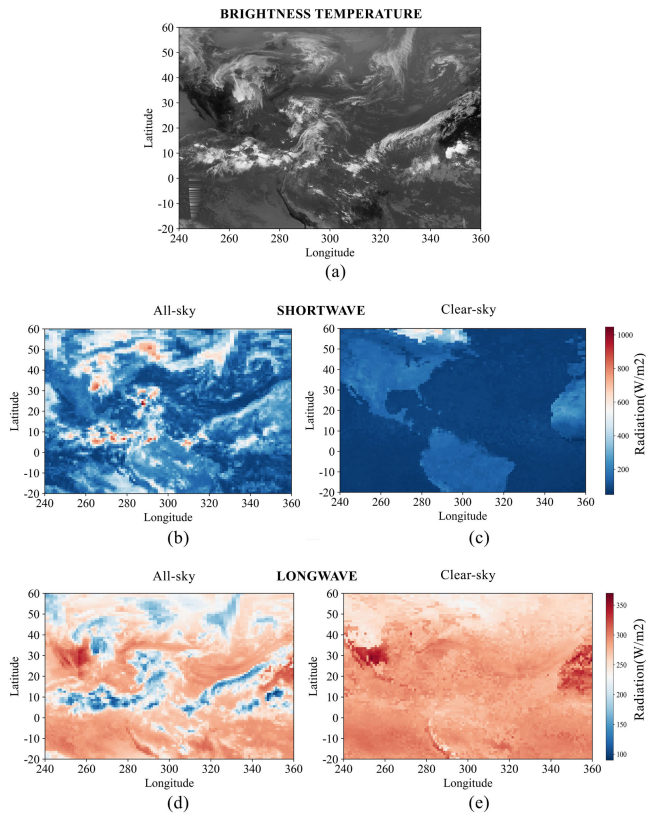 BRIGHTNESS TEMPERATURE
60
50
40
30
20
10
0
-10
-20
Latitude
240 260 280 300 320 340 360
Longitude
(a)
All-sky SHORTWAVE Clear-sky
60
50
40
30
20
10
0
-10
-20
Latitude
240 260 280 300 320 340 360
Longitude
(b)
60
50
40
30
20
10
0
-10
-20
Latitude
240 260 280 300 320 340 360
Longitude
(c)
1000
800
600
400
200
Radiation(W/m2)
All-sky LONGWAVE Clear-sky
60
50
40
30
20
10
0
-10
-20
Latitude
240 260 280 300 320 340 360
Longitude
(d)
60
50
40
30
20
10
0
-10
-20
Latitude
240 260 280 300 320 340 360
Longitude
(e)
350
300
250
200
150
100
Radiation(W/m2)